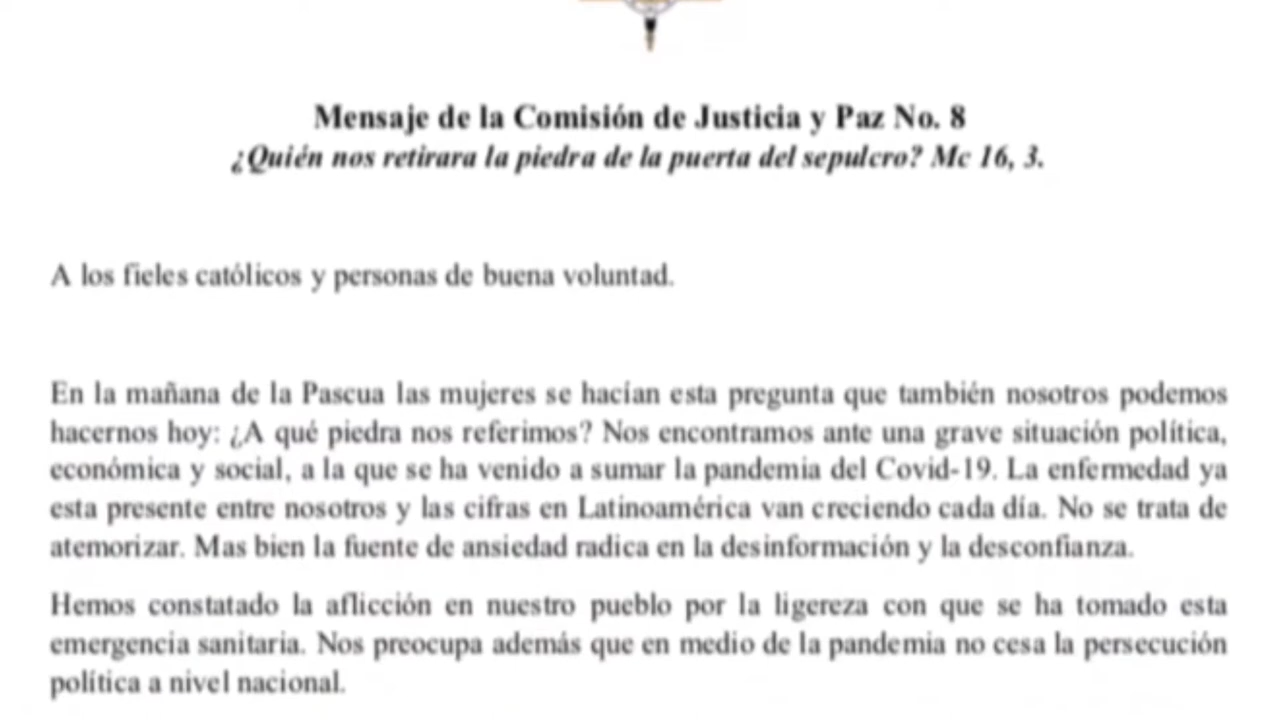 Mensaje de la Comisión de Justicia y Paz No. 8
¿Quién nos retirara la piedra de la puerta del sepulcro? Mc 16, 3.
A los fieles católicos y personas de buena voluntad.
En la mañana de la Pascua las mujeres se hacían esta pregunta que también nosotros podemos
hacernos hoy: ¿A qué piedra nos referimos? Nos encontramos ante una grave situación política,
económica y social, a la que se ha venido a sumar la pandemia del Covid-19. La enfermedad ya
esta presente entre nosotros y las cifras en Latinoamérica van creciendo cada día. No se trata de
atemorizar. Mas bien la fuente de ansiedad radica en la desinformación y la desconfianza.
Hemos constatado la aflicción en nuestro pueblo por la ligereza con que se ha tomado esta
emergencia sanitaria. Nos preocupa además que en medio de la pandemia no cesa la persecución
política a nivel nacional.